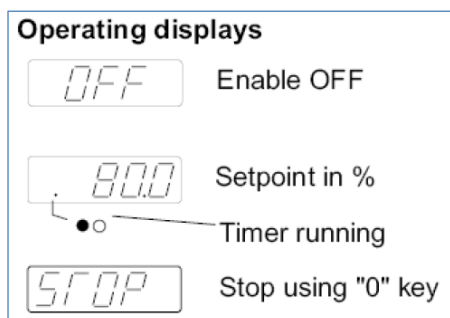 Operating displays
OFF Enable OFF
. 80.0 Setpoint in %
Timer running
STOP Stop using "0" key